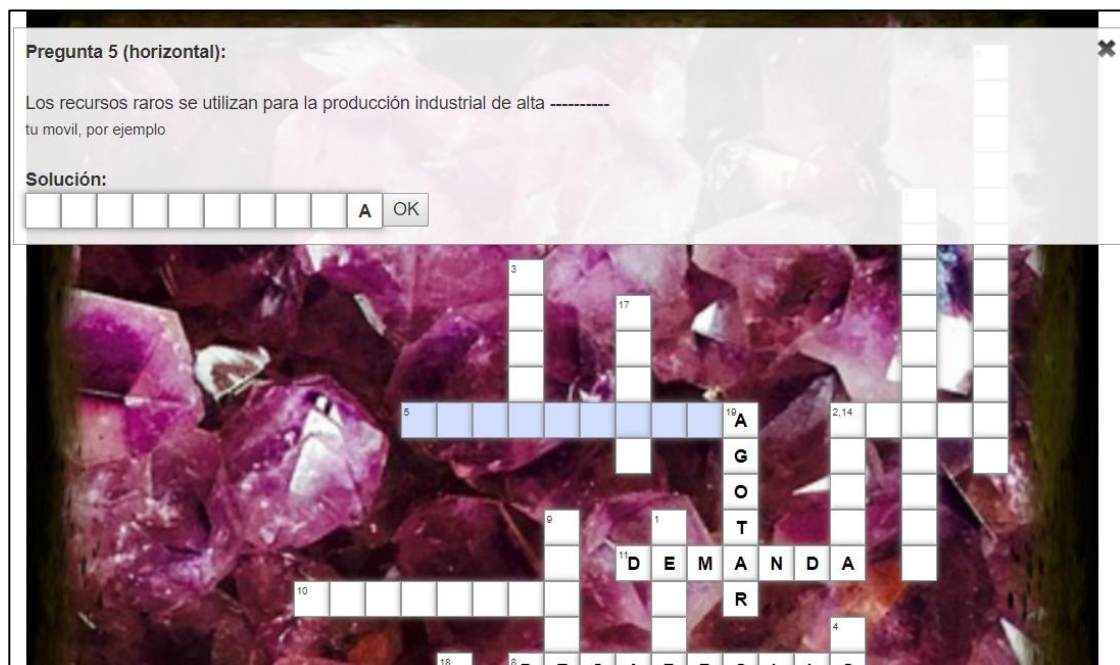 Pregunta 5 (horizontal):
Los recursos raros se utilizan para la producción industrial de alta ----------
tu movil, por ejemplo
Solución:
A OK
3
17
5 19 A 2,14
G
O
9 1 T
11 D E M A N D A
10 R
4
18 8